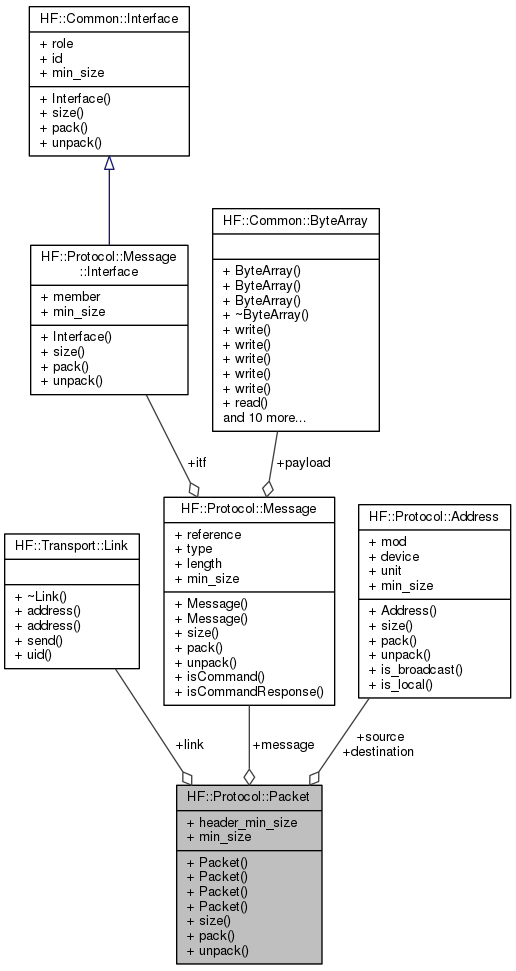 HF::Common::Interface
+ role
+ id
+ min_size
+ Interface()
+ size()
+ pack()
+ unpack()
HF::Protocol::Message
::Interface
+ member
+ min_size
+ Interface()
+ size()
+ pack()
+ unpack()
HF::Common::ByteArray
+ ByteArray()
+ ByteArray()
+ ByteArray()
+ ~ByteArray()
+ write()
+ write()
+ write()
+ write()
+ write()
+ read()
and 10 more...
+itf
+payload
HF::Transport::Link
+ ~Link()
+ address()
+ address()
+ send()
+ uid()
HF::Protocol::Message
+ reference
+ type
+ length
+ min_size
+ Message()
+ Message()
+ size()
+ pack()
+ unpack()
+ isCommand()
+ isCommandResponse()
HF::Protocol::Address
+ mod
+ device
+ unit
+ min_size
+ Address()
+ size()
+ pack()
+ unpack()
+ is_broadcast()
+ is_local()
+link
+message
+source
+destination
HF::Protocol::Packet
+ header_min_size
+ min_size
+ Packet()
+ Packet()
+ Packet()
+ Packet()
+ size()
+ pack()
+ unpack()